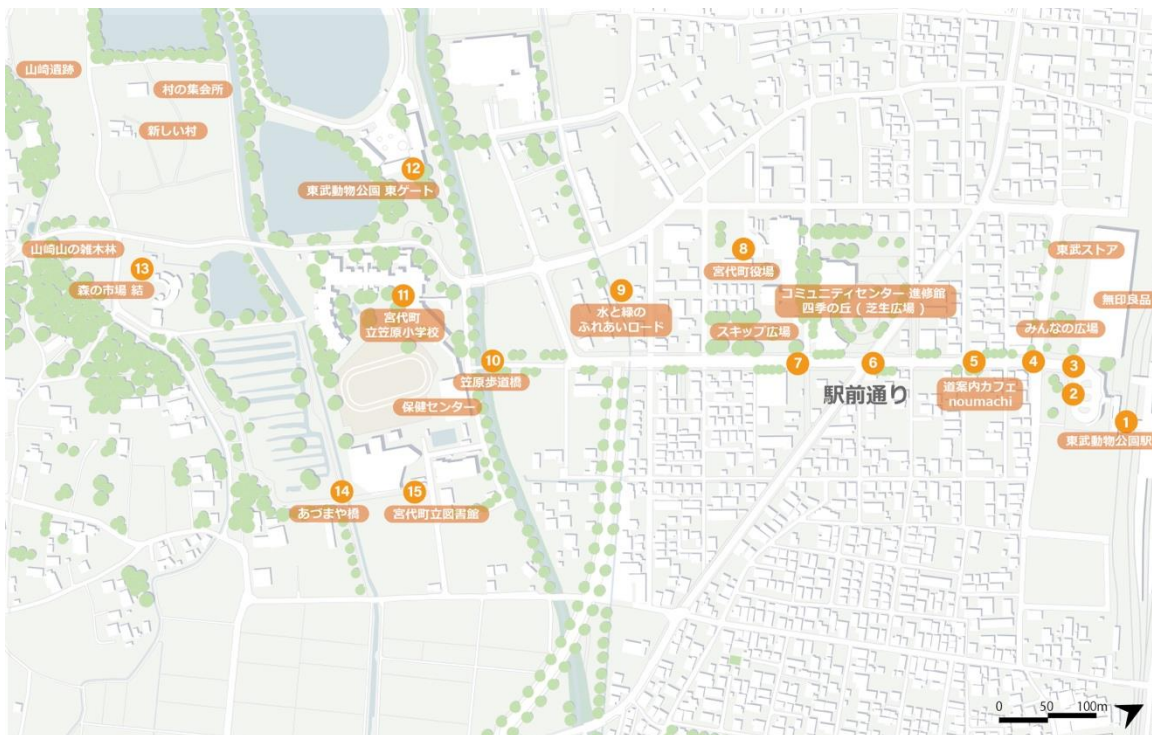 山崎遺跡
村の集会所
新しい村
12
東武動物公園 東ゲート
山崎山の雑木林
13
森の市場 結
11
宮代町
立笠原小学校
10
笠原歩道橋
保健センター
14
あづまや橋
15
宮代町立図書館
9
水と緑の
ふれあいロード
8
宮代町役場
コミュニティセンター 進修館
四季の丘 ( 芝生広場 )
スキップ広場
7
6
駅前通り
5
道案内カフェ
noumachi
東武ストア
無印良品
みんなの広場
4
3
2
1
東武動物公園駅
0 50 100m